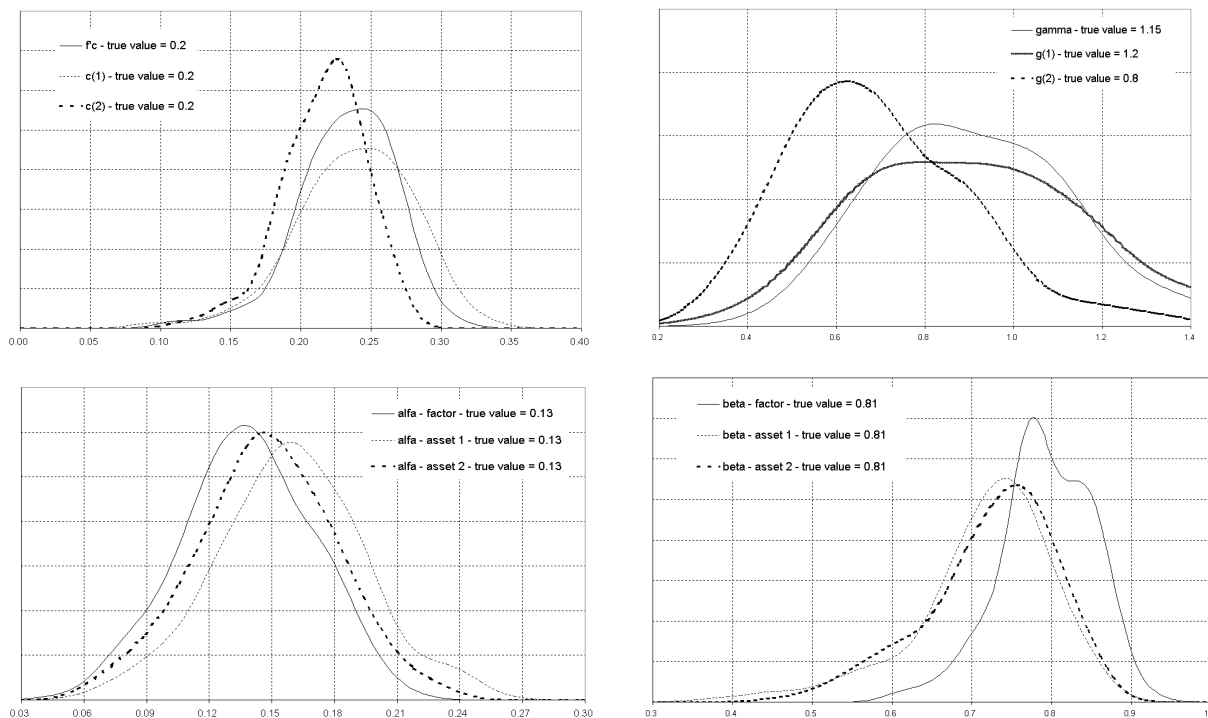 f'c - true value = 0.2
c(1) - true value = 0.2
c(2) - true value = 0.2
0.00 0.05 0.10 0.15 0.20 0.25 0.30 0.35 0.40
gamma - true value = 1.15
g(1) - true value = 1.2
g(2) - true value = 0.8
0.2 0.4 0.6 0.8 1.0 1.2 1.4
alfa - factor - true value = 0.13
alfa - asset 1 - true value = 0.13
alfa - asset 2 - true value = 0.13
0.03 0.06 0.09 0.12 0.15 0.18 0.21 0.24 0.27 0.30
beta - factor - true value = 0.81
beta - asset 1 - true value = 0.81
beta - asset 2 - true value = 0.81
0.3 0.4 0.5 0.6 0.7 0.8 0.9